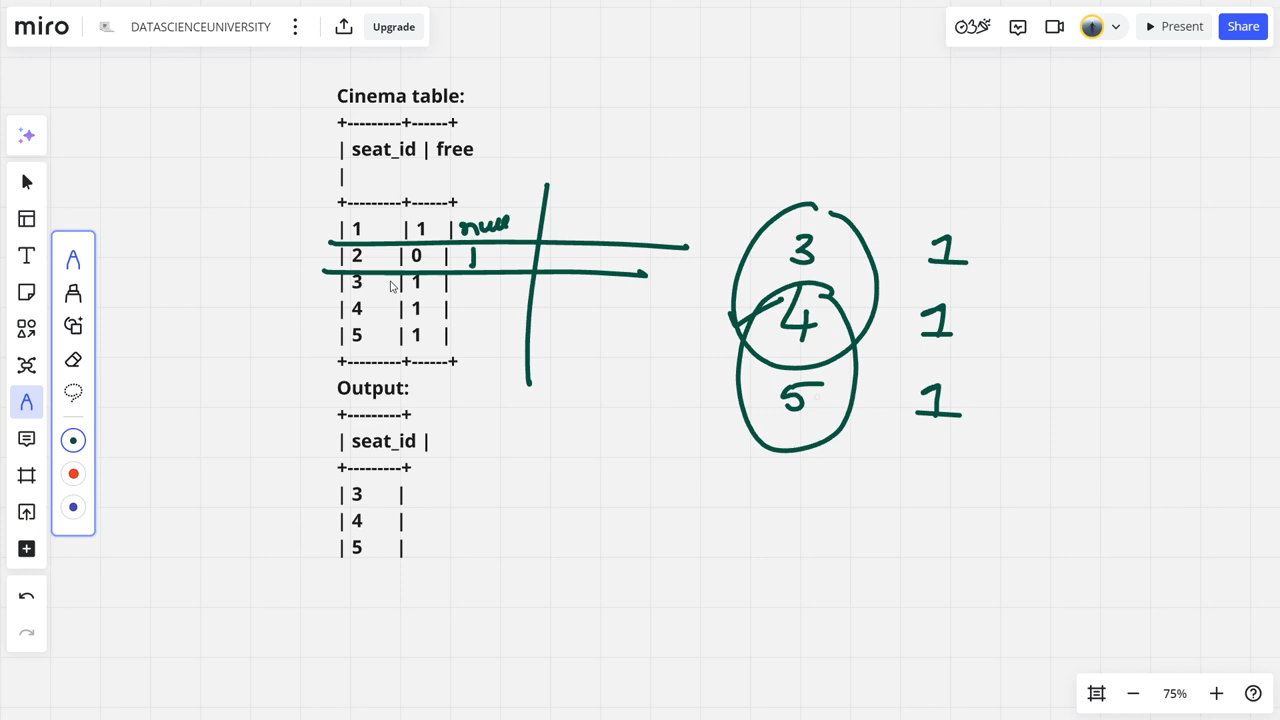 miro DATASCIENCEUNIVERSITY Upgrade Present Share
Cinema table:
+---------+------+
| seat_id | free
|
+---------+------+
| 1 | 1 | null
| 2 | 0 | 1
| 3 | 1 |
| 4 | 1 |
| 5 | 1 |
+---------+------+
Output:
+---------+
| seat_id |
+---------+
| 3 |
| 4 |
| 5 |
3 1
4 1
5 1
75%